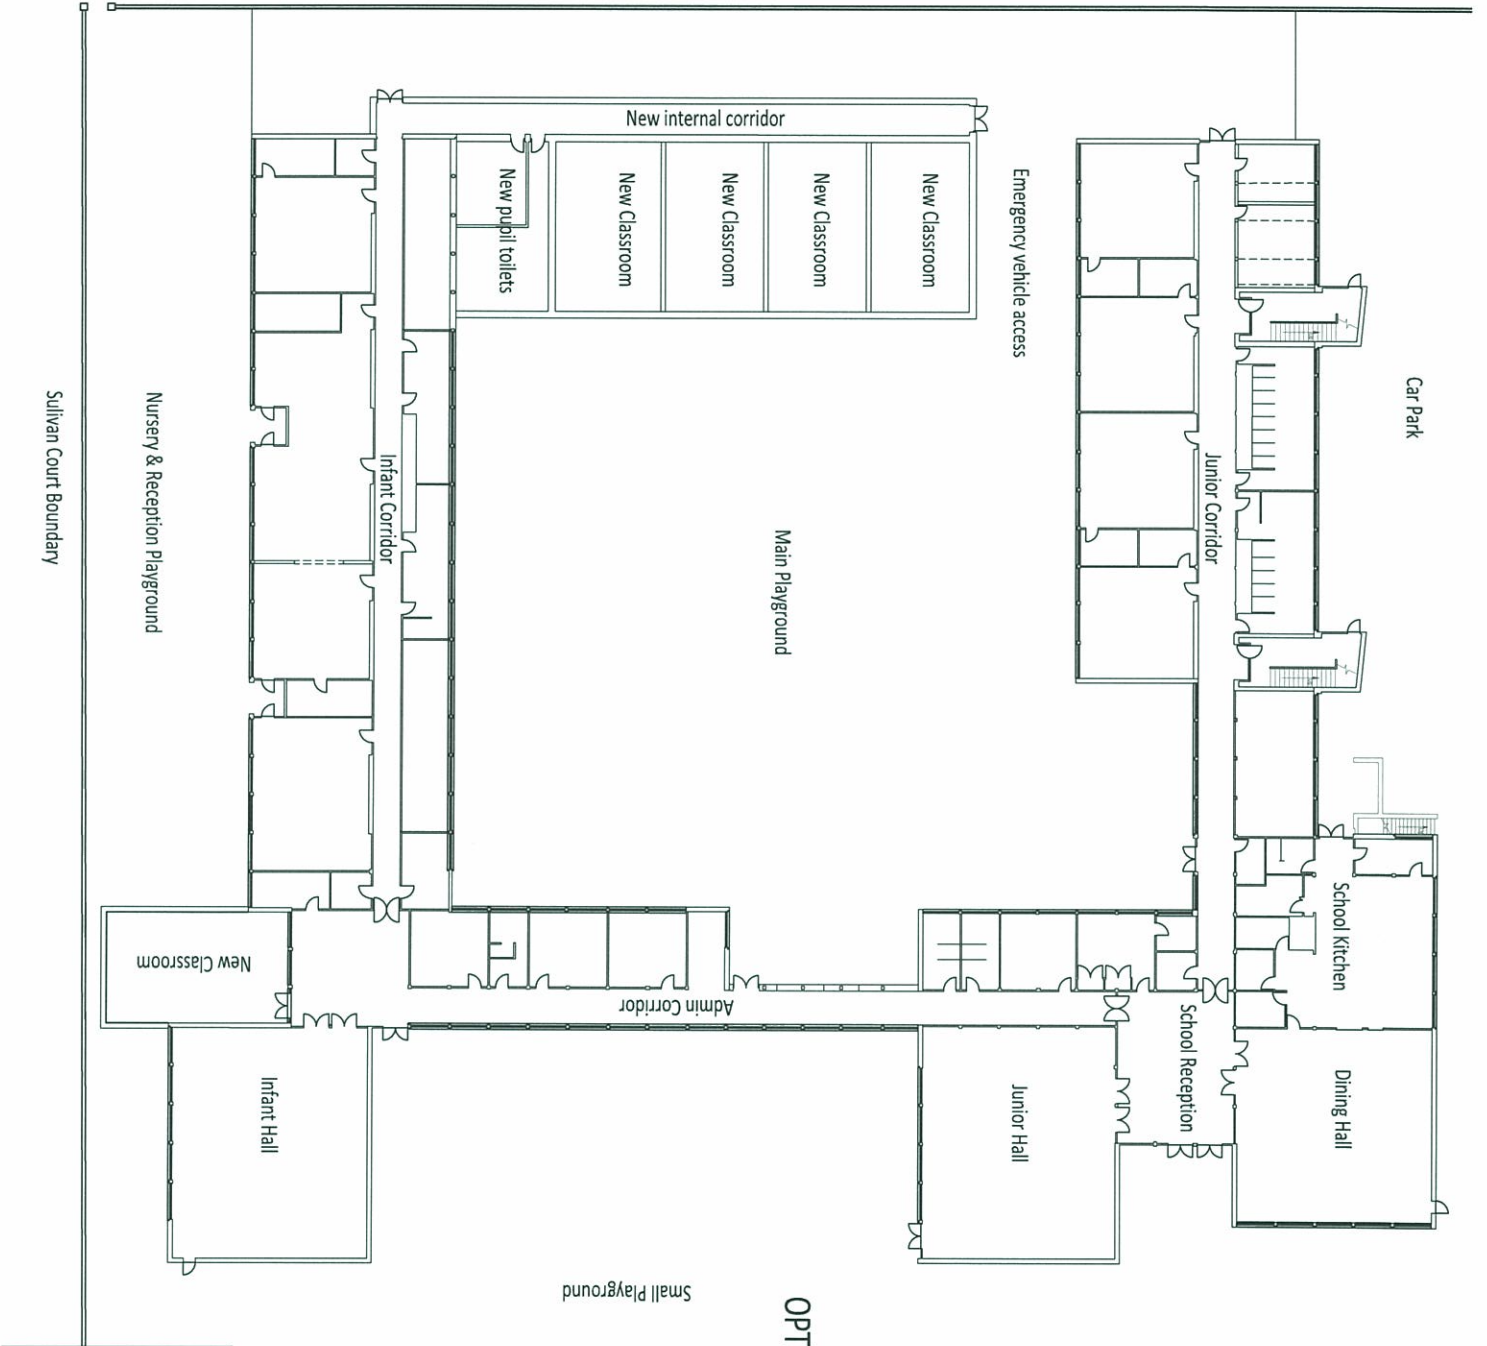 New internal corridor
New pupil toilets
New Classroom
New Classroom
New Classroom
New Classroom
Emergency vehicle access
Car Park
Sulivan Court Boundary
Nursery & Reception Playground
Infant Corridor
Main Playground
Junior Corridor
School Kitchen
New Classroom
Admin Corridor
School Reception
Infant Hall
Junior Hall
Dining Hall
Small Playground
OPT